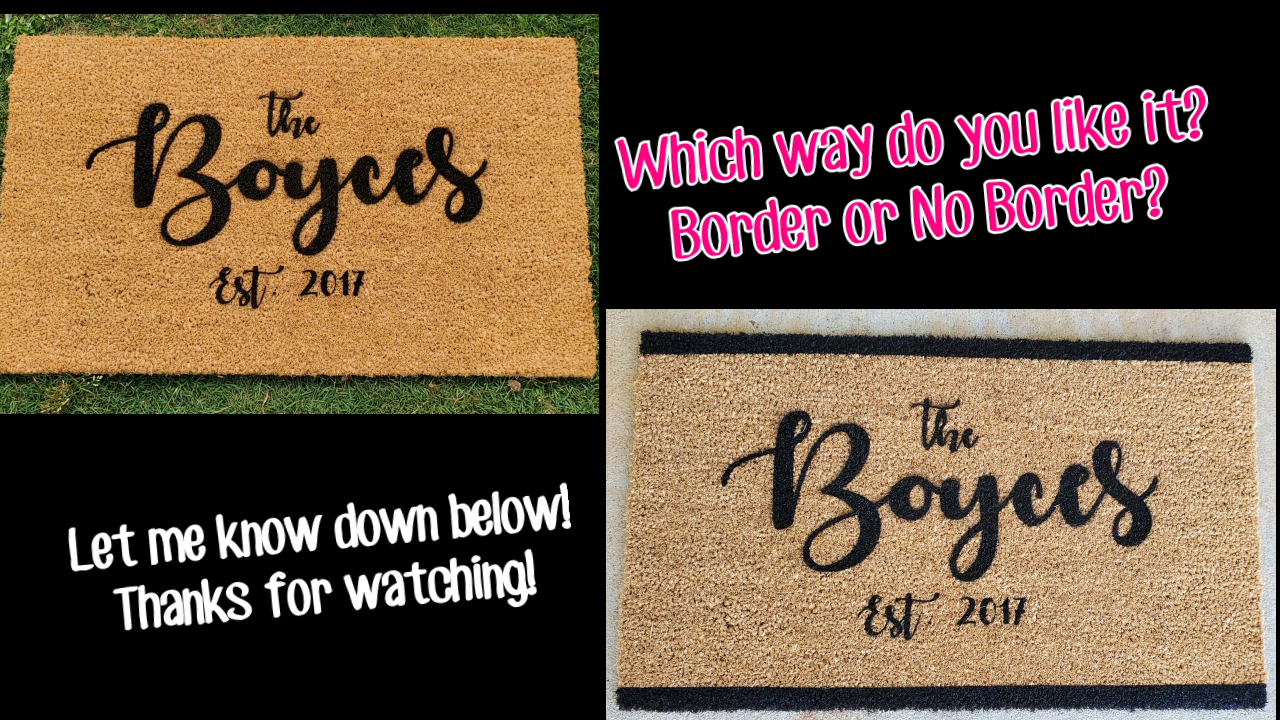 the
Boyces
Est. 2017
Which way do you like it?
Border or No Border?
Let me know down below!
Thanks for watching!
the
Boyces
Est. 2017